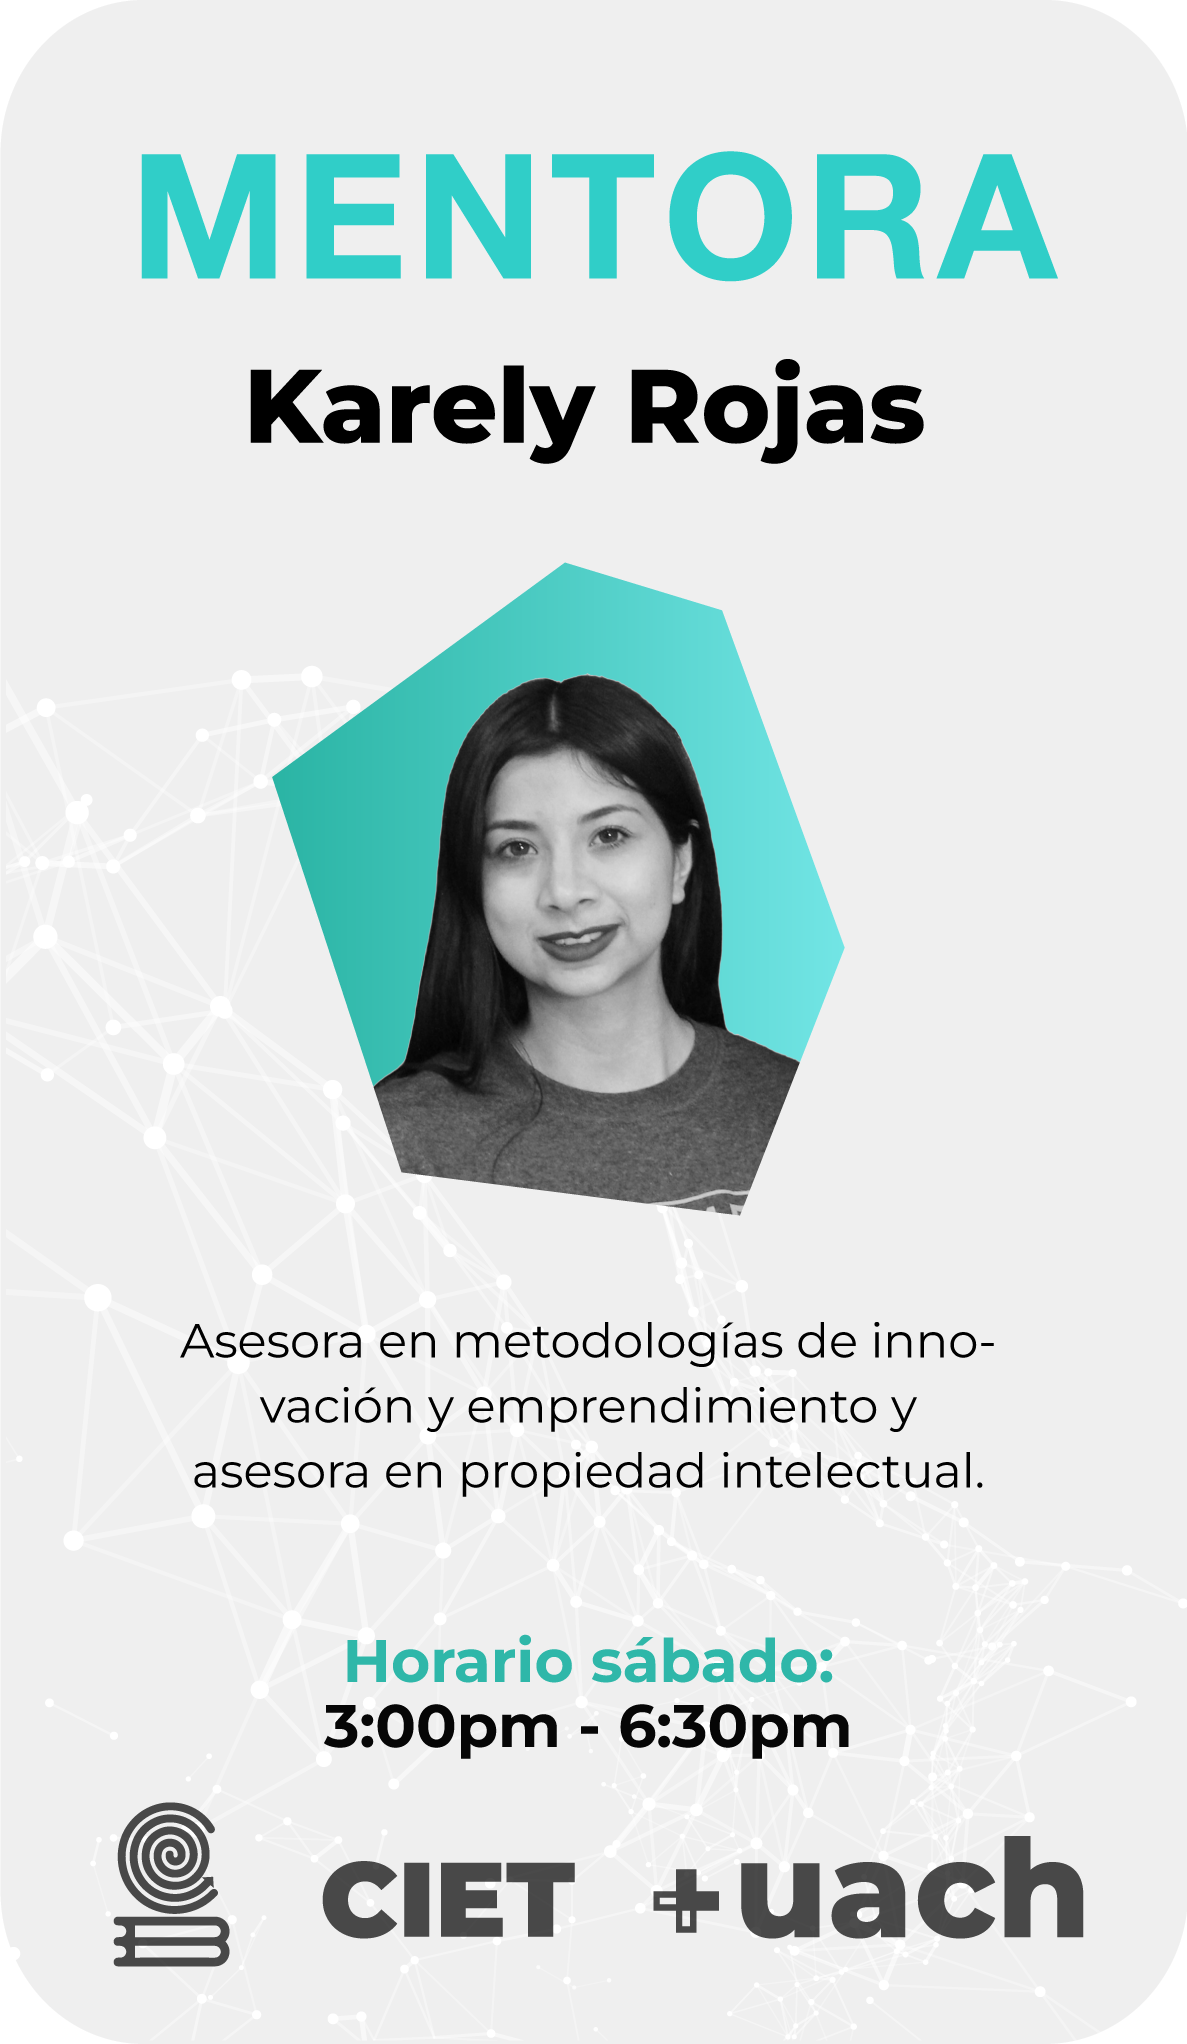 MENTORA
Karely Rojas
Asesora en metodologías de inno-
vación y emprendimiento y
asesora en propiedad intelectual.
Horario sábado:
3:00pm - 6:30pm
CIET +uach